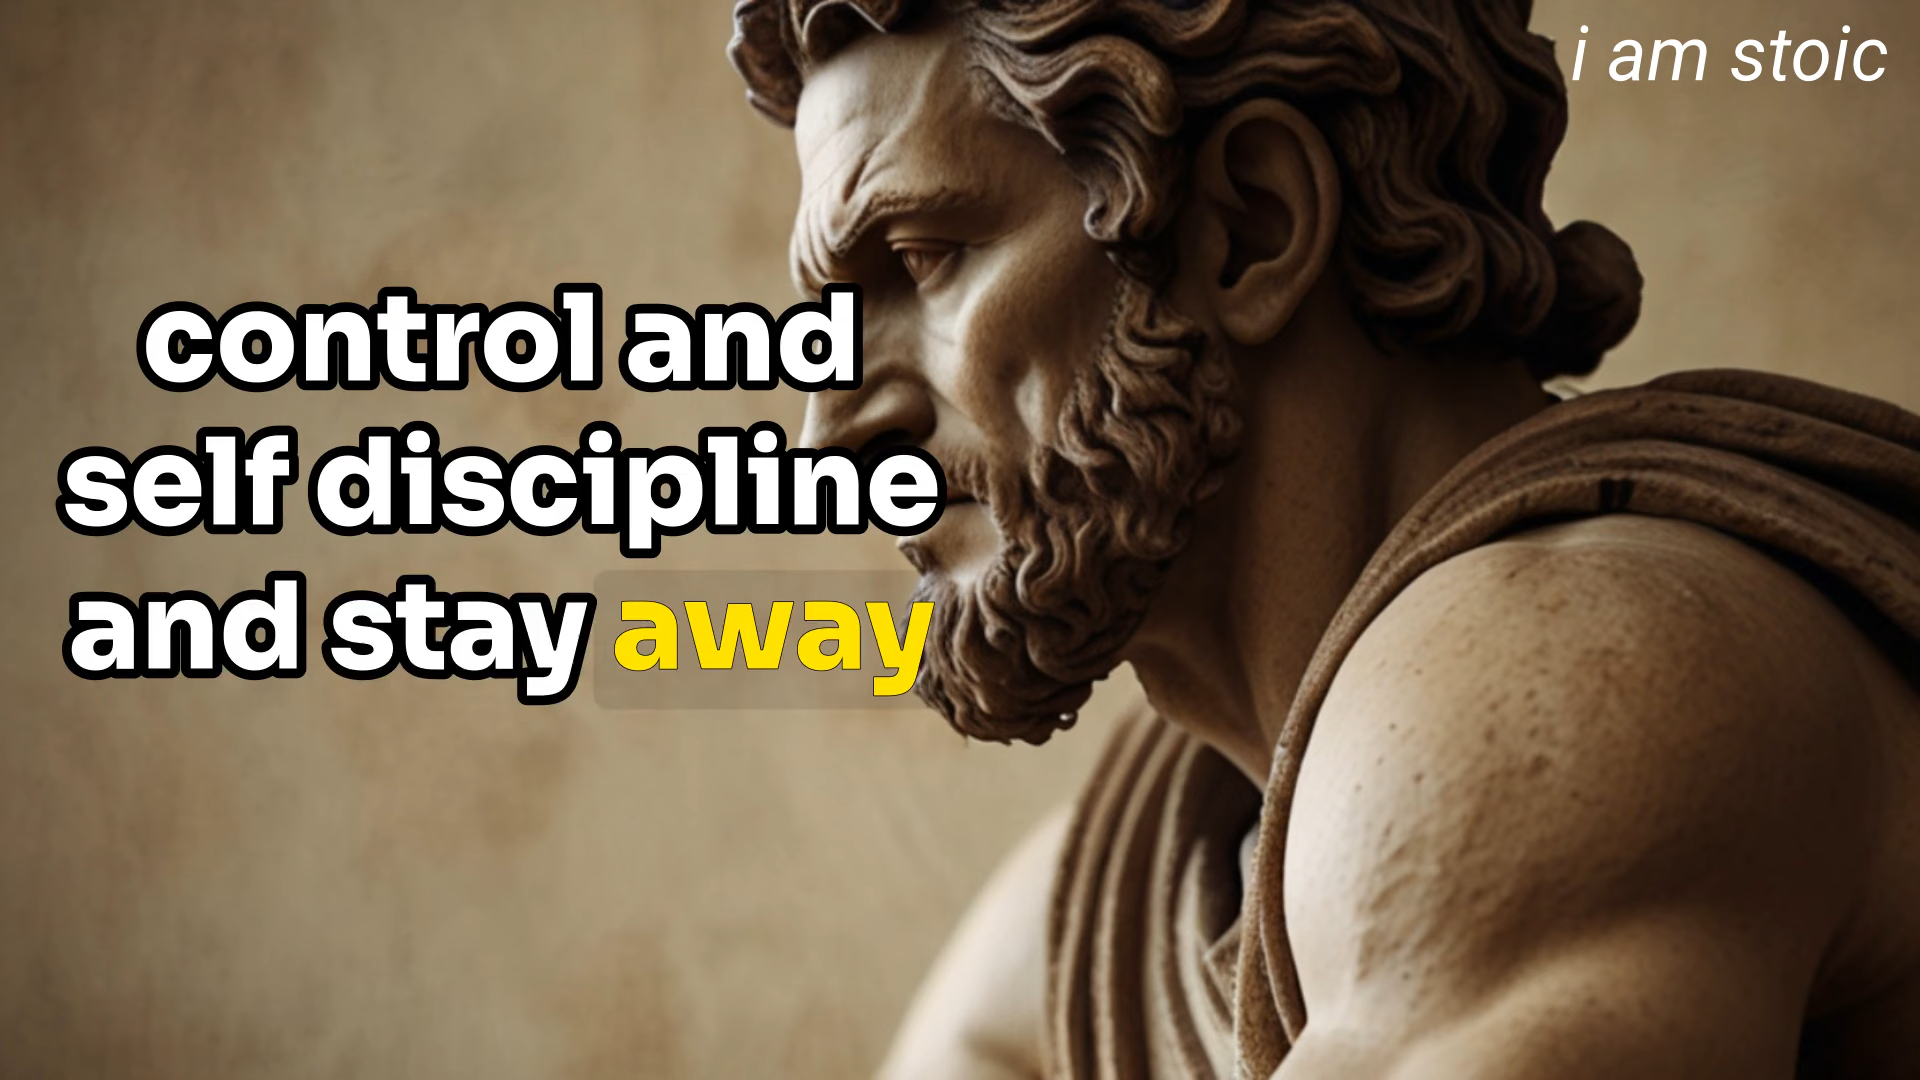 i am stoic
control and
self discipline
and stay away